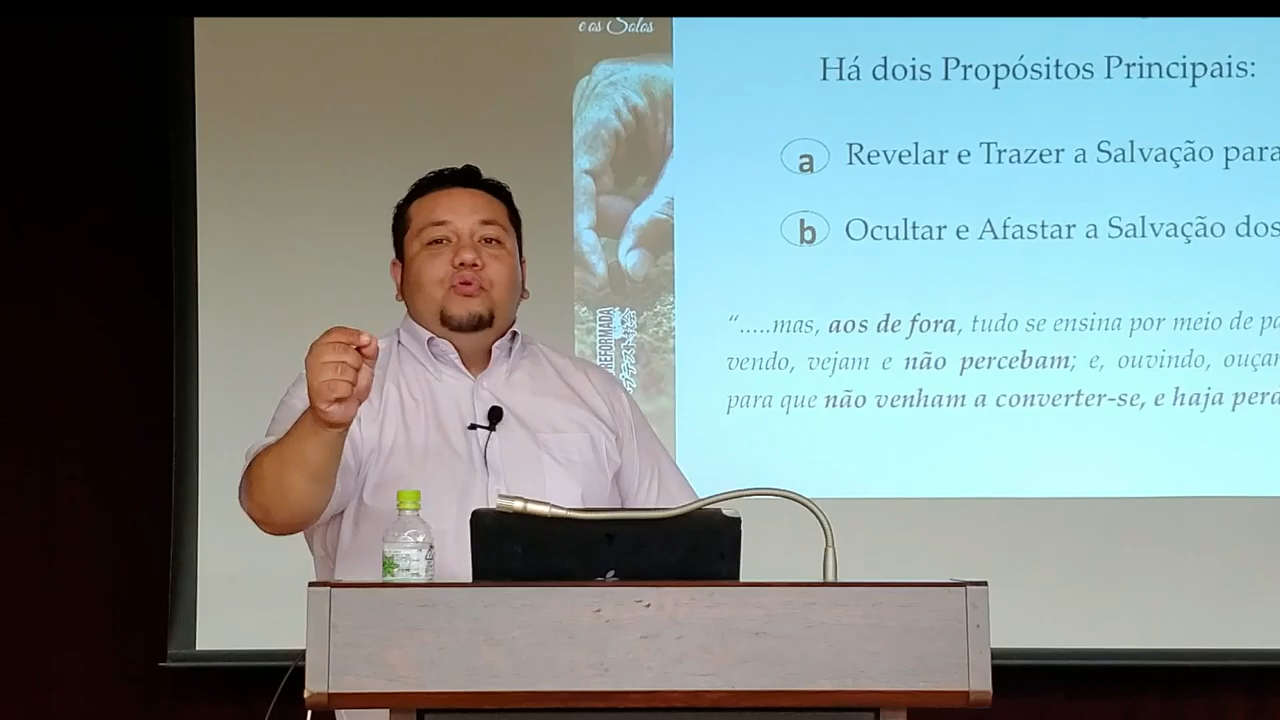 e os Solos
Há dois Propósitos Principais:
a Revelar e Trazer a Salvação para
b Ocultar e Afastar a Salvação dos
“.....mas, aos de fora, tudo se ensina por meio de
vendo, vejam e não percebam; e, ouvindo,
para que não venham a converter-se, e haja
REFORMADA